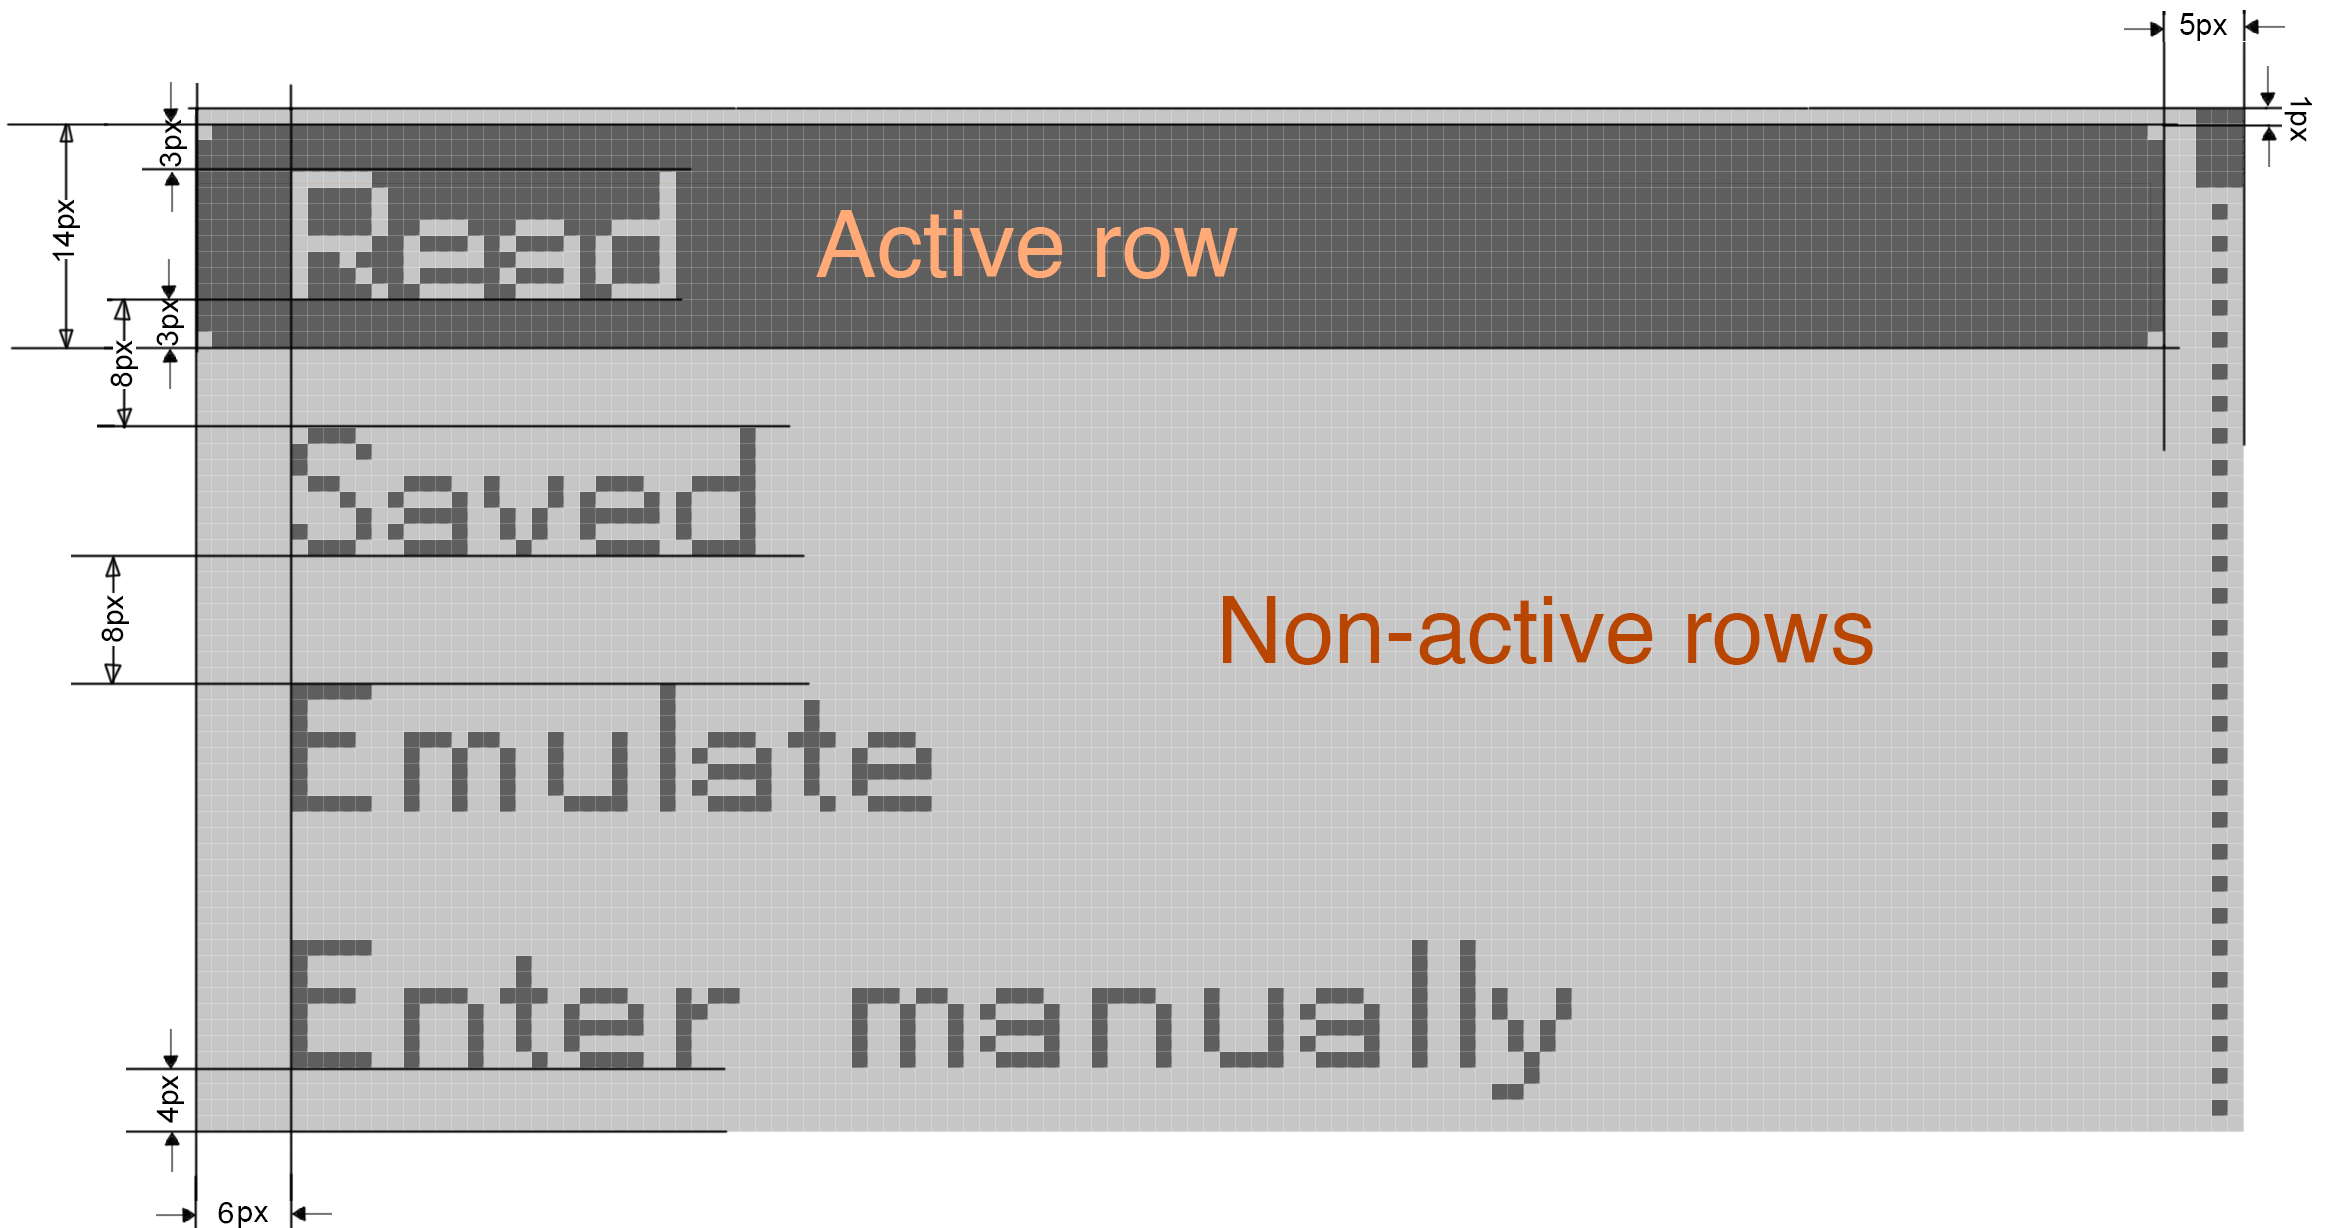 5px
1px
3px
14px
Read
Active row
3px
8px
Saved
8px
Non-active rows
Emulate
Enter manually
4px
6px